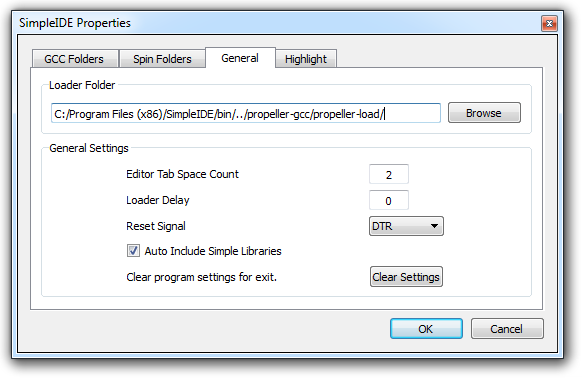 SimpleIDE Properties
GCC Folders Spin Folders General Highlight
Loader Folder
C:/Program Files (x86)/SimpleIDE/bin/../propeller-gcc/propeller-load/ Browse
General Settings
Editor Tab Space Count 2
Loader Delay 0
Reset Signal DTR
Auto Include Simple Libraries
Clear program settings for exit. Clear Settings
OK Cancel